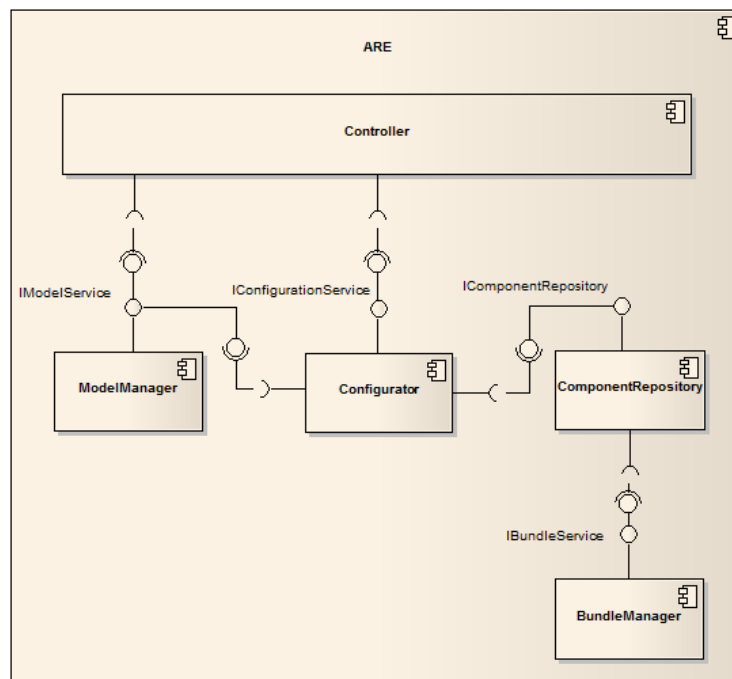 ARE
Controller
IModelService
IConfigurationService
IComponentRepository
ModelManager
Configurator
ComponentRepository
IBundleService
BundleManager